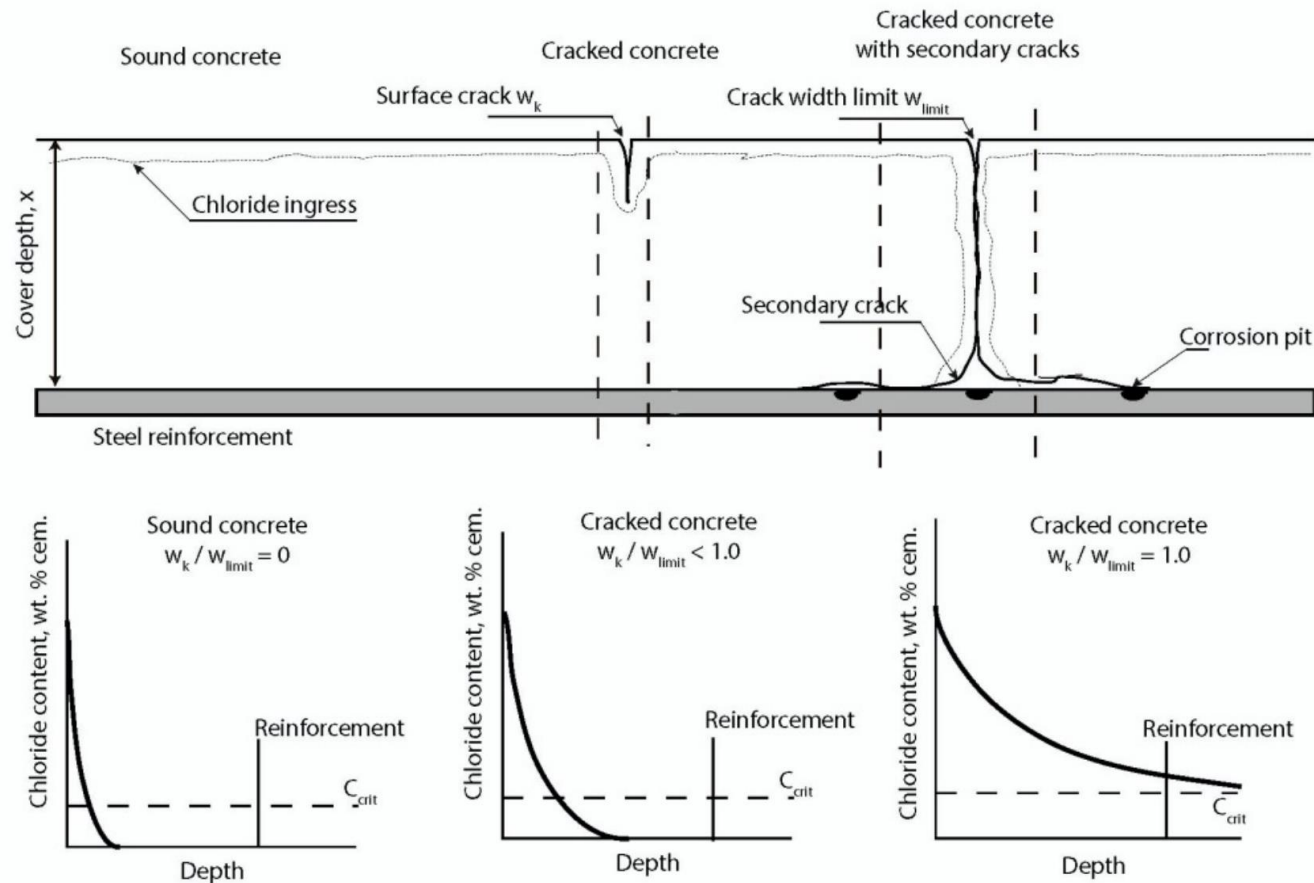 Sound concrete
Cracked concrete
Cracked concrete
with secondary cracks
Surface crack w_k
Crack width limit w_limit
Cover depth, x
Chloride ingress
Secondary crack
Corrosion pit
Steel reinforcement
Sound concrete
w_k / w_limit = 0
Chloride content, wt. % cem.
Reinforcement
C_crit
Depth
Cracked concrete
w_k / w_limit < 1.0
Chloride content, wt. % cem.
Reinforcement
C_crit
Depth
Cracked concrete
w_k / w_limit = 1.0
Chloride content, wt. % cem.
Reinforcement
C_crit
Depth